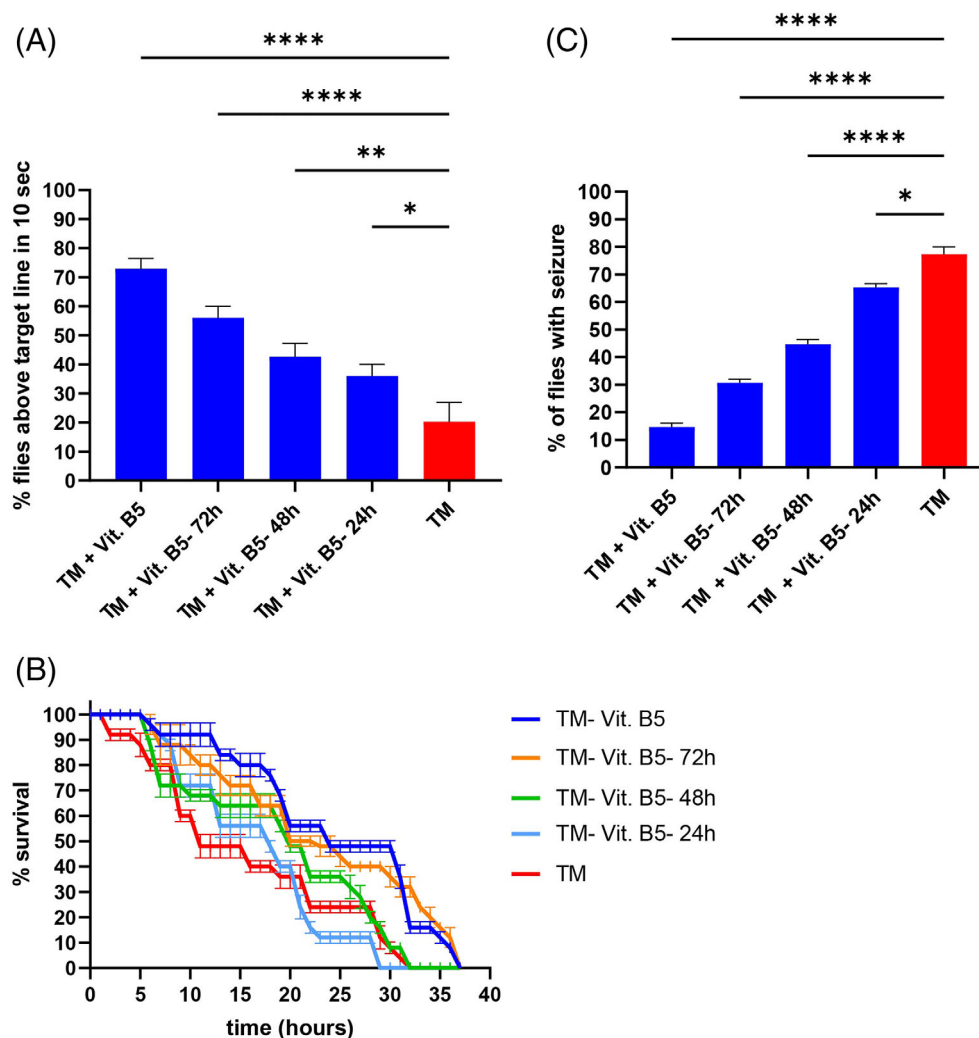 (A)
****
****
**
*
% flies above target line in 10 sec
100
90
80
70
60
50
40
30
20
10
0
TM + Vit. B5
TM + Vit. B5- 72h
TM + Vit. B5- 48h
TM + Vit. B5- 24h
TM
(C)
****
****
****
*
% of flies with seizure
100
90
80
70
60
50
40
30
20
10
0
TM + Vit. B5
TM + Vit. B5- 72h
TM + Vit. B5- 48h
TM + Vit. B5- 24h
TM
(B)
% survival
100
90
80
70
60
50
40
30
20
10
0
0 5 10 15 20 25 30 35 40
time (hours)
TM- Vit. B5
TM- Vit. B5- 72h
TM- Vit. B5- 48h
TM- Vit. B5- 24h
TM